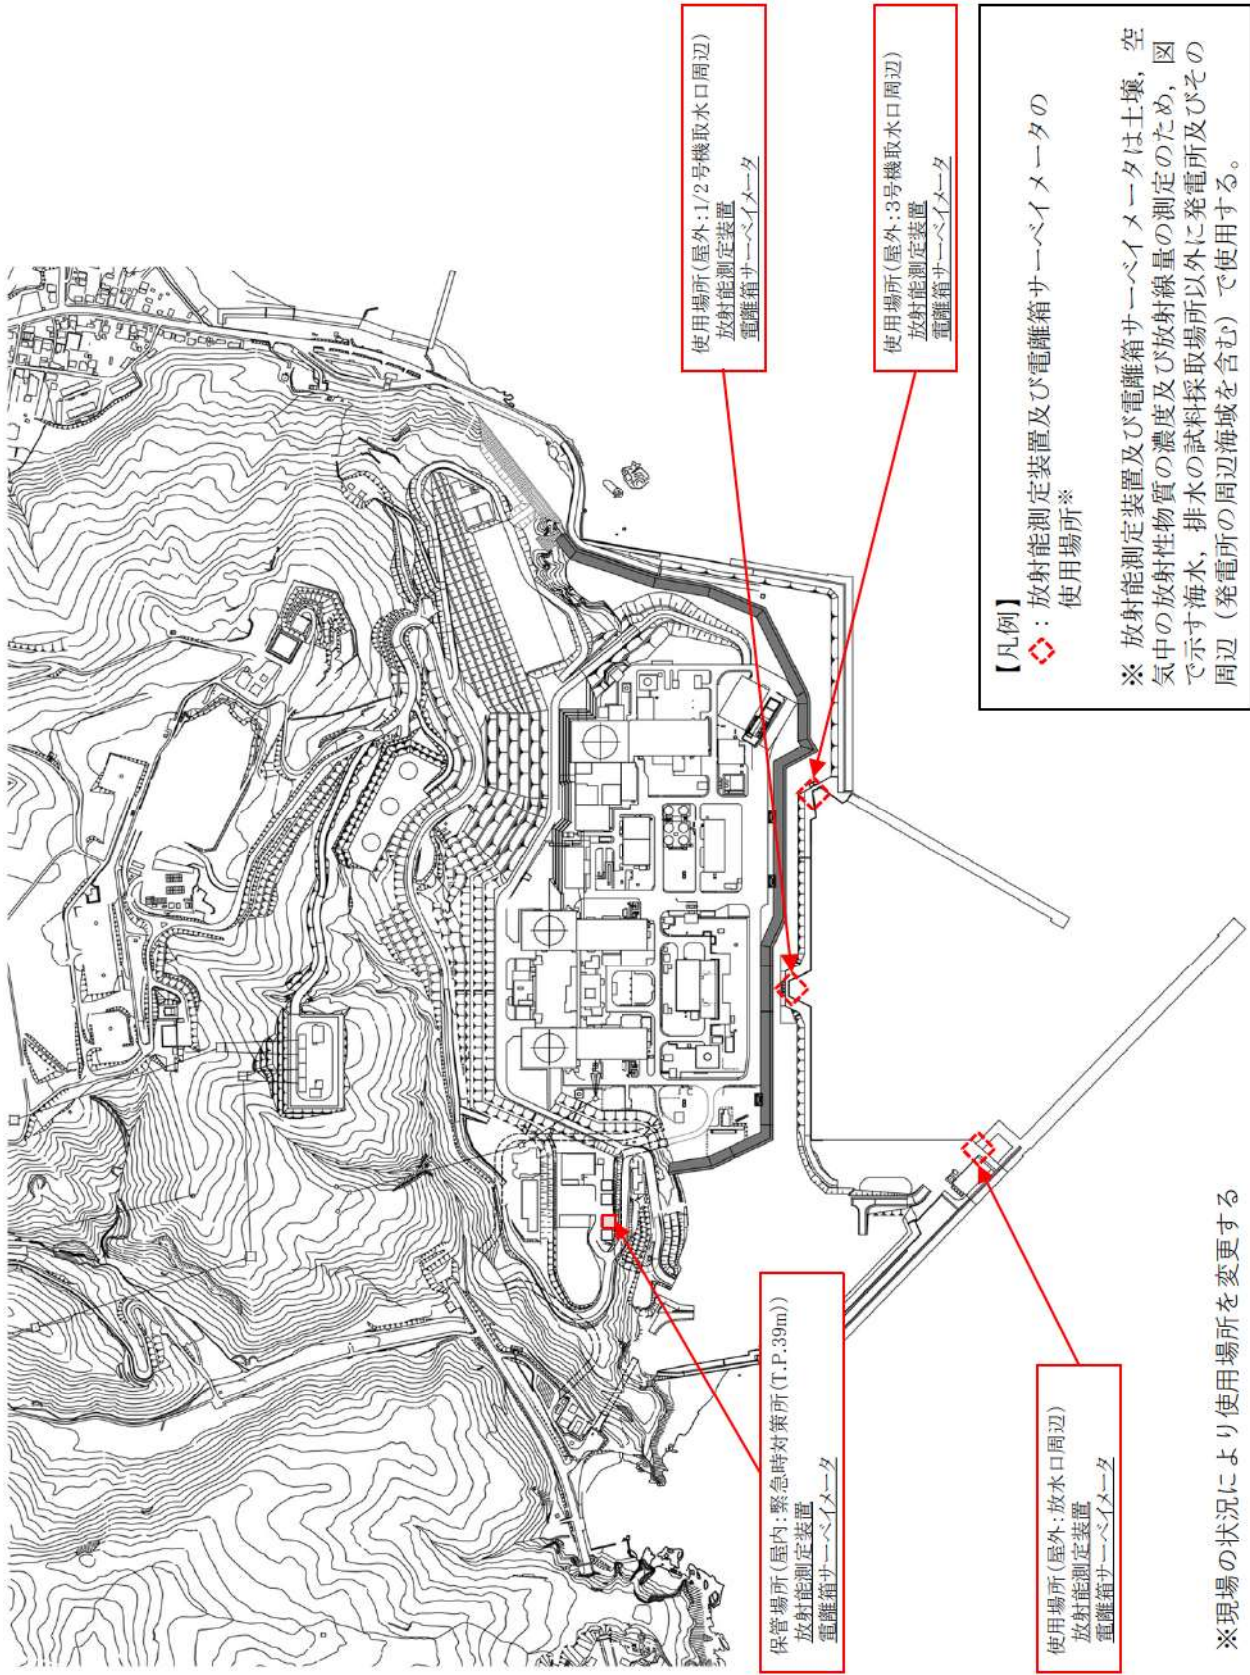 保管場所(屋内:緊急時対策所(T.P.39m))
放射能測定装置
電離箱サーベイメータ
使用場所(屋外:1/2号機取水口周辺)
放射能測定装置
電離箱サーベイメータ
使用場所(屋外:3号機取水口周辺)
放射能測定装置
電離箱サーベイメータ
使用場所(屋外:放水口周辺)
放射能測定装置
電離箱サーベイメータ
【凡例】
:放射能測定装置及び電離箱サーベイメータの
使用場所※
※ 放射能測定装置及び電離箱サーベイメータは土壌，空
気中の放射性物質の濃度及び放射線量の測定のため，図
で示す海水，排水の試料採取場所以外に発電所及びその
周辺（発電所の周辺海域を含む）で使用する。
※現場の状況により使用場所を変更する